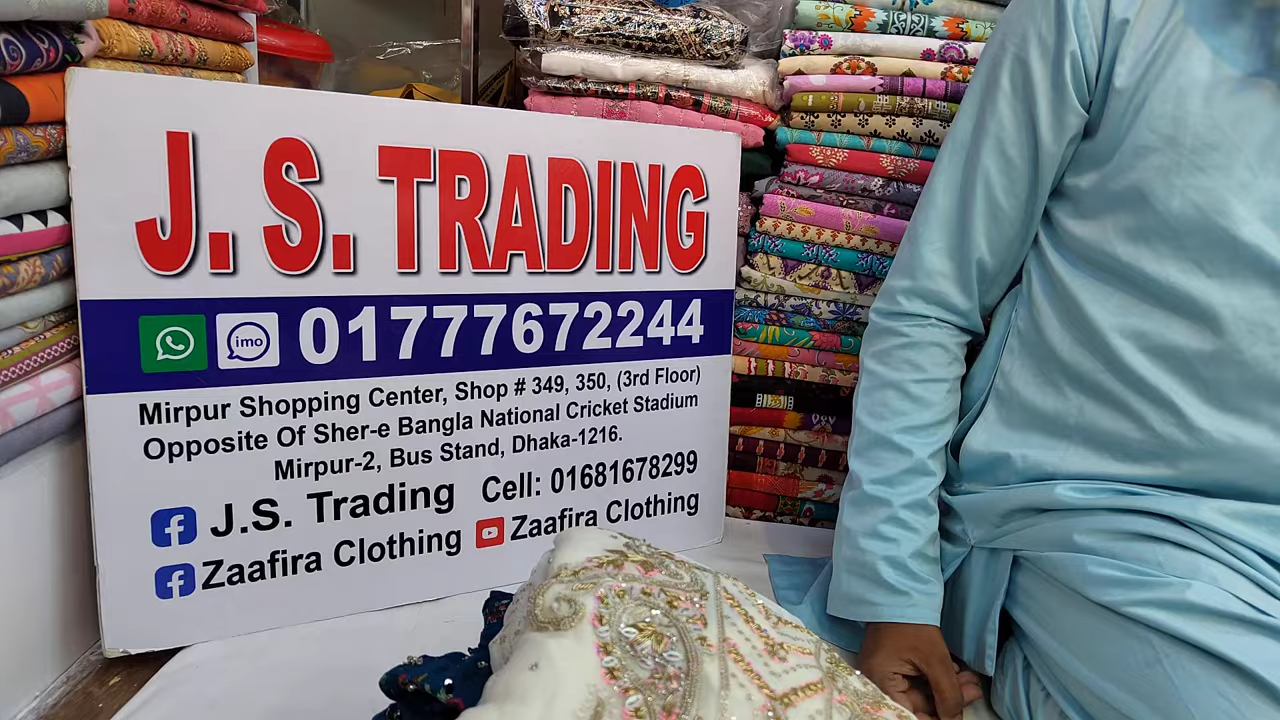 J. S. TRADING
imo 01777672244
Mirpur Shopping Center, Shop # 349, 350, (3rd Floor)
Opposite Of Sher-e Bangla National Cricket Stadium
Mirpur-2, Bus Stand, Dhaka-1216.
J.S. Trading Cell: 01681678299
Zaafira Clothing Zaafira Clothing